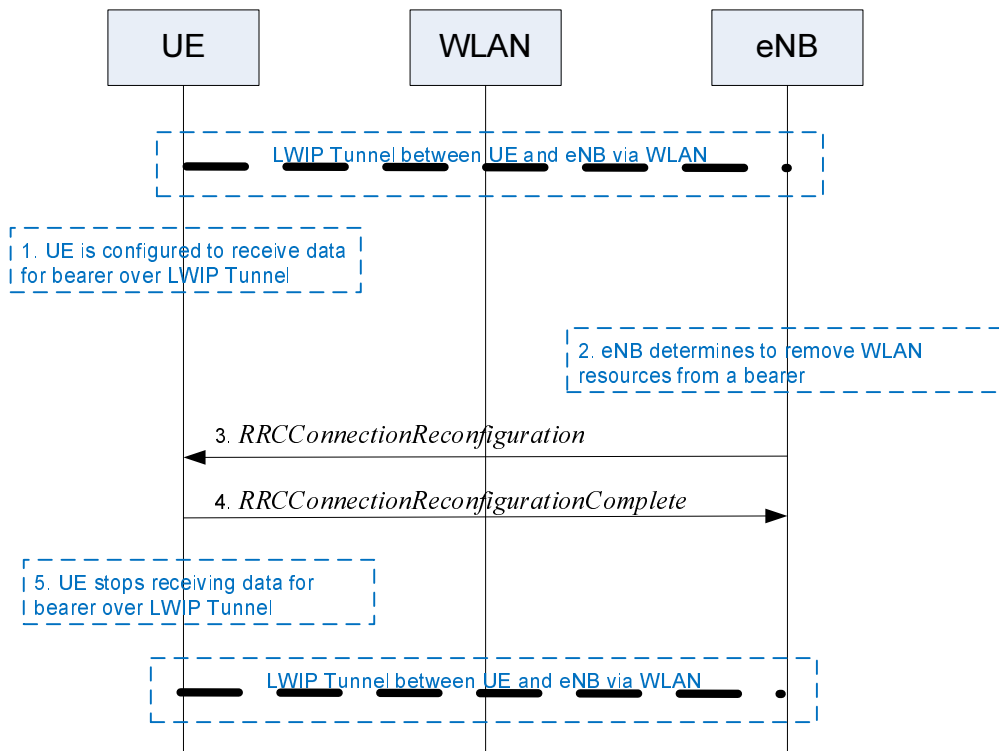 UE
WLAN
eNB
LWIP Tunnel between UE and eNB via WLAN
1. UE is configured to receive data
for bearer over LWIP Tunnel
2. eNB determines to remove WLAN
resources from a bearer
3. RRCConnectionReconfiguration
4. RRCConnectionReconfigurationComplete
5. UE stops receiving data for
bearer over LWIP Tunnel
LWIP Tunnel between UE and eNB via WLAN